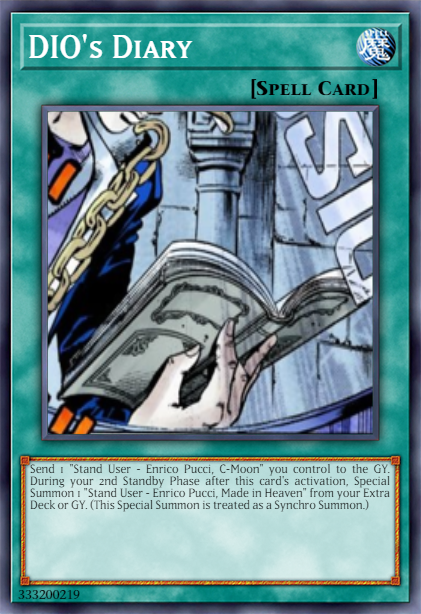 DIO's Diary
[Spell Card]
Send 1 "Stand User - Enrico Pucci, C-Moon" you control to the GY.
During your 2nd Standby Phase after this card's activation, Special
Summon 1 "Stand User - Enrico Pucci, Made in Heaven" from your Extra
Deck or GY. (This Special Summon is treated as a Synchro Summon.)
333200219